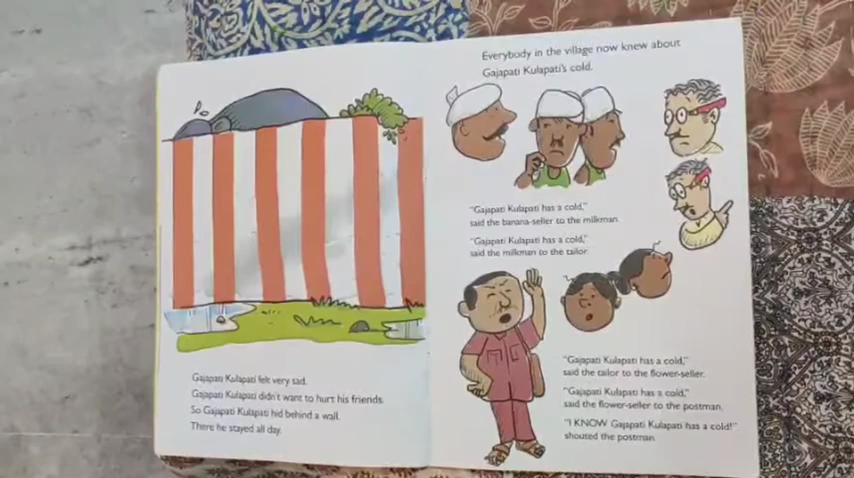 Gajapati Kulapati felt very sad.
Gajapati Kulapati didn't want to hurt his friends.
So Gajapati Kulapati hid behind a wall.
There he stayed all day.
Everybody in the village now knew about
Gajapati Kulapati's cold.
"Gajapati Kulapati has a cold,"
said the banana-seller to the milkman.
"Gajapati Kulapati has a cold,"
said the milkman to the tailor.
"Gajapati Kulapati has a cold,"
said the tailor to the flower-seller.
"Gajapati Kulapati has a cold,"
said the flower-seller to the postman.
"I KNOW Gajapati Kulapati has a cold!"
shouted the postman.